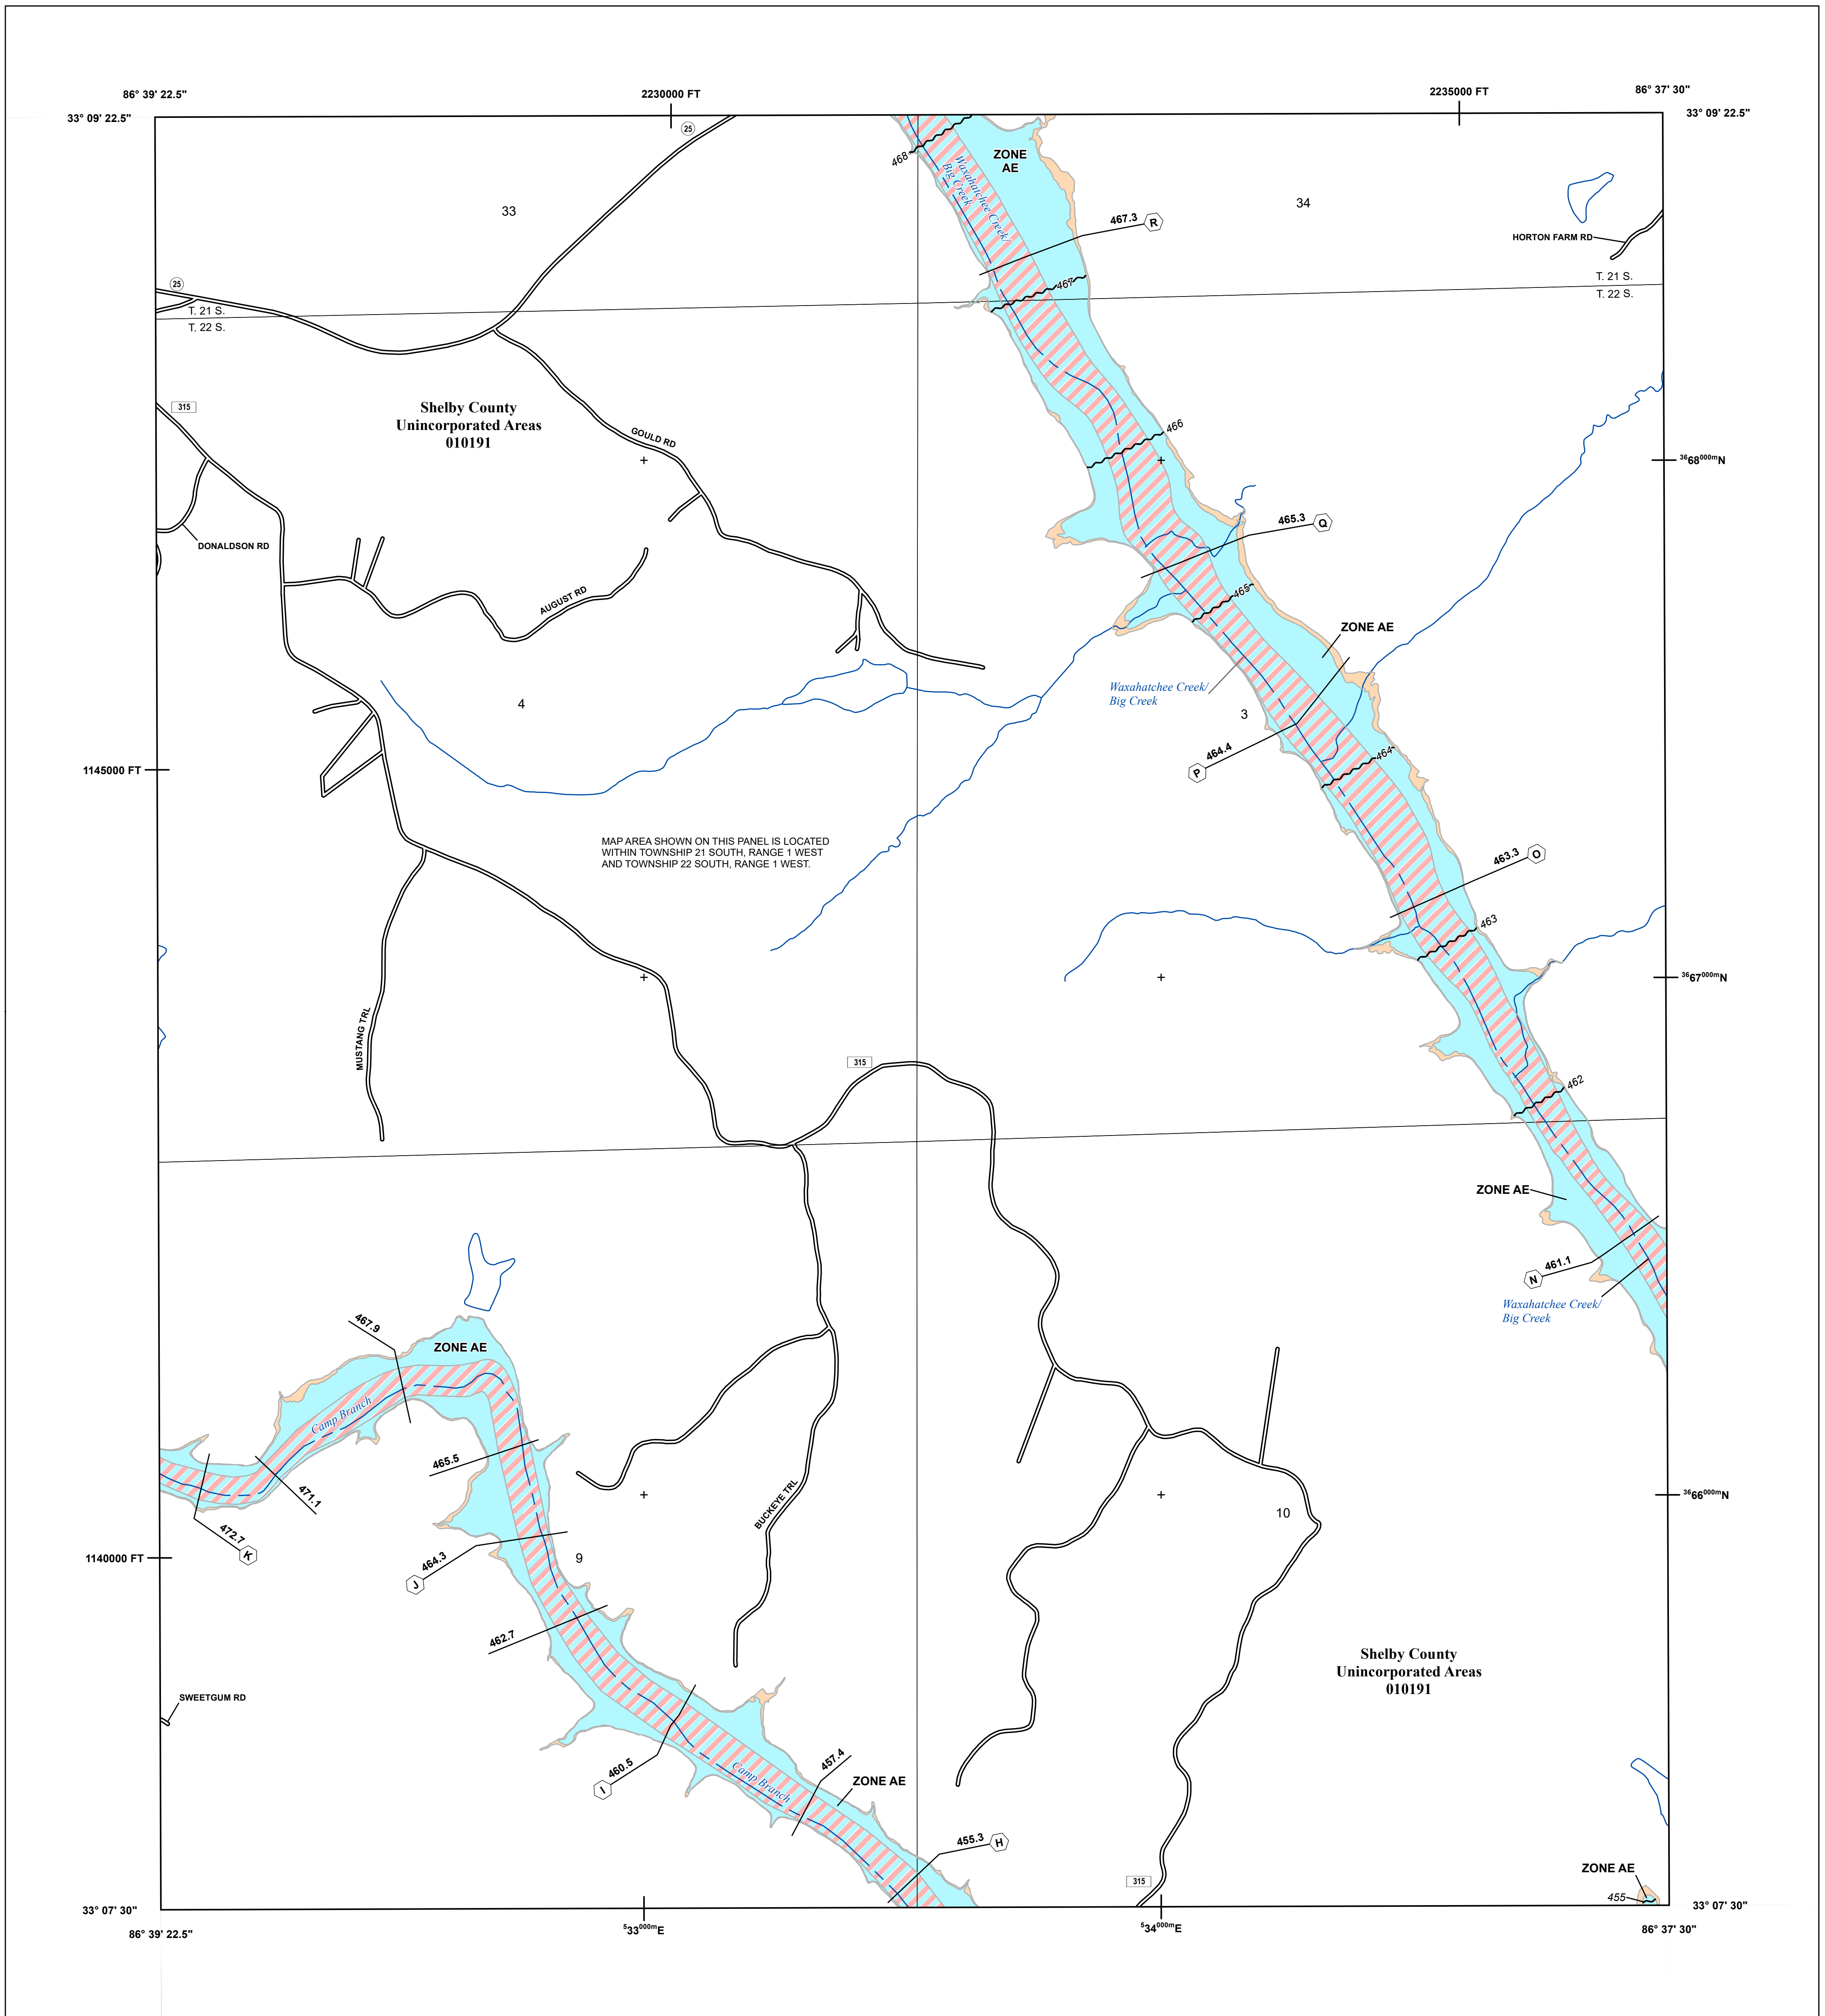 86° 39' 22.5"
2230000 FT
2235000 FT
86° 37' 30"
33° 09' 22.5"
33° 09' 22.5"
25
468
Waxahatchee Creek/
Big Creek
ZONE
AE
33
34
467.3
R
HORTON FARM RD
25
467
T. 21 S.
T. 22 S.
T. 21 S.
T. 22 S.
315
Shelby County
Unincorporated Areas
010191
GOULD RD
466
3668000mN
465.3
Q
DONALDSON RD
AUGUST RD
465
ZONE AE
Waxahatchee Creek/
Big Creek
4
3
464.4
P
464
1145000 FT
MAP AREA SHOWN ON THIS PANEL IS LOCATED
WITHIN TOWNSHIP 21 SOUTH, RANGE 1 WEST
AND TOWNSHIP 22 SOUTH, RANGE 1 WEST.
463.3
O
463
3667000mN
MUSTANG TRL
315
462
ZONE AE
461.1
N
Waxahatchee Creek/
Big Creek
467.9
ZONE AE
Camp Branch
465.5
471.1
472.7
K
BUCKEYE TRL
3666000mN
10
1140000 FT
464.3
J
9
462.7
Shelby County
Unincorporated Areas
010191
SWEETGUM RD
460.5
I
Camp Branch
457.4
ZONE AE
455.3
H
315
ZONE AE
455
33° 07' 30"
33° 07' 30"
86° 39' 22.5"
533000mE
534000mE
86° 37' 30"